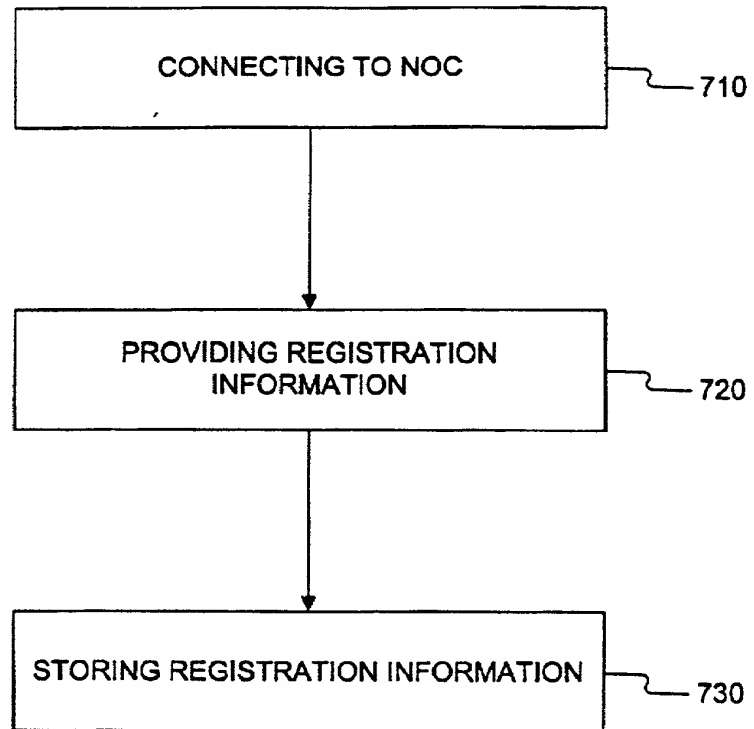 CONNECTING TO NOC
710
PROVIDING REGISTRATION
INFORMATION
720
STORING REGISTRATION INFORMATION
730